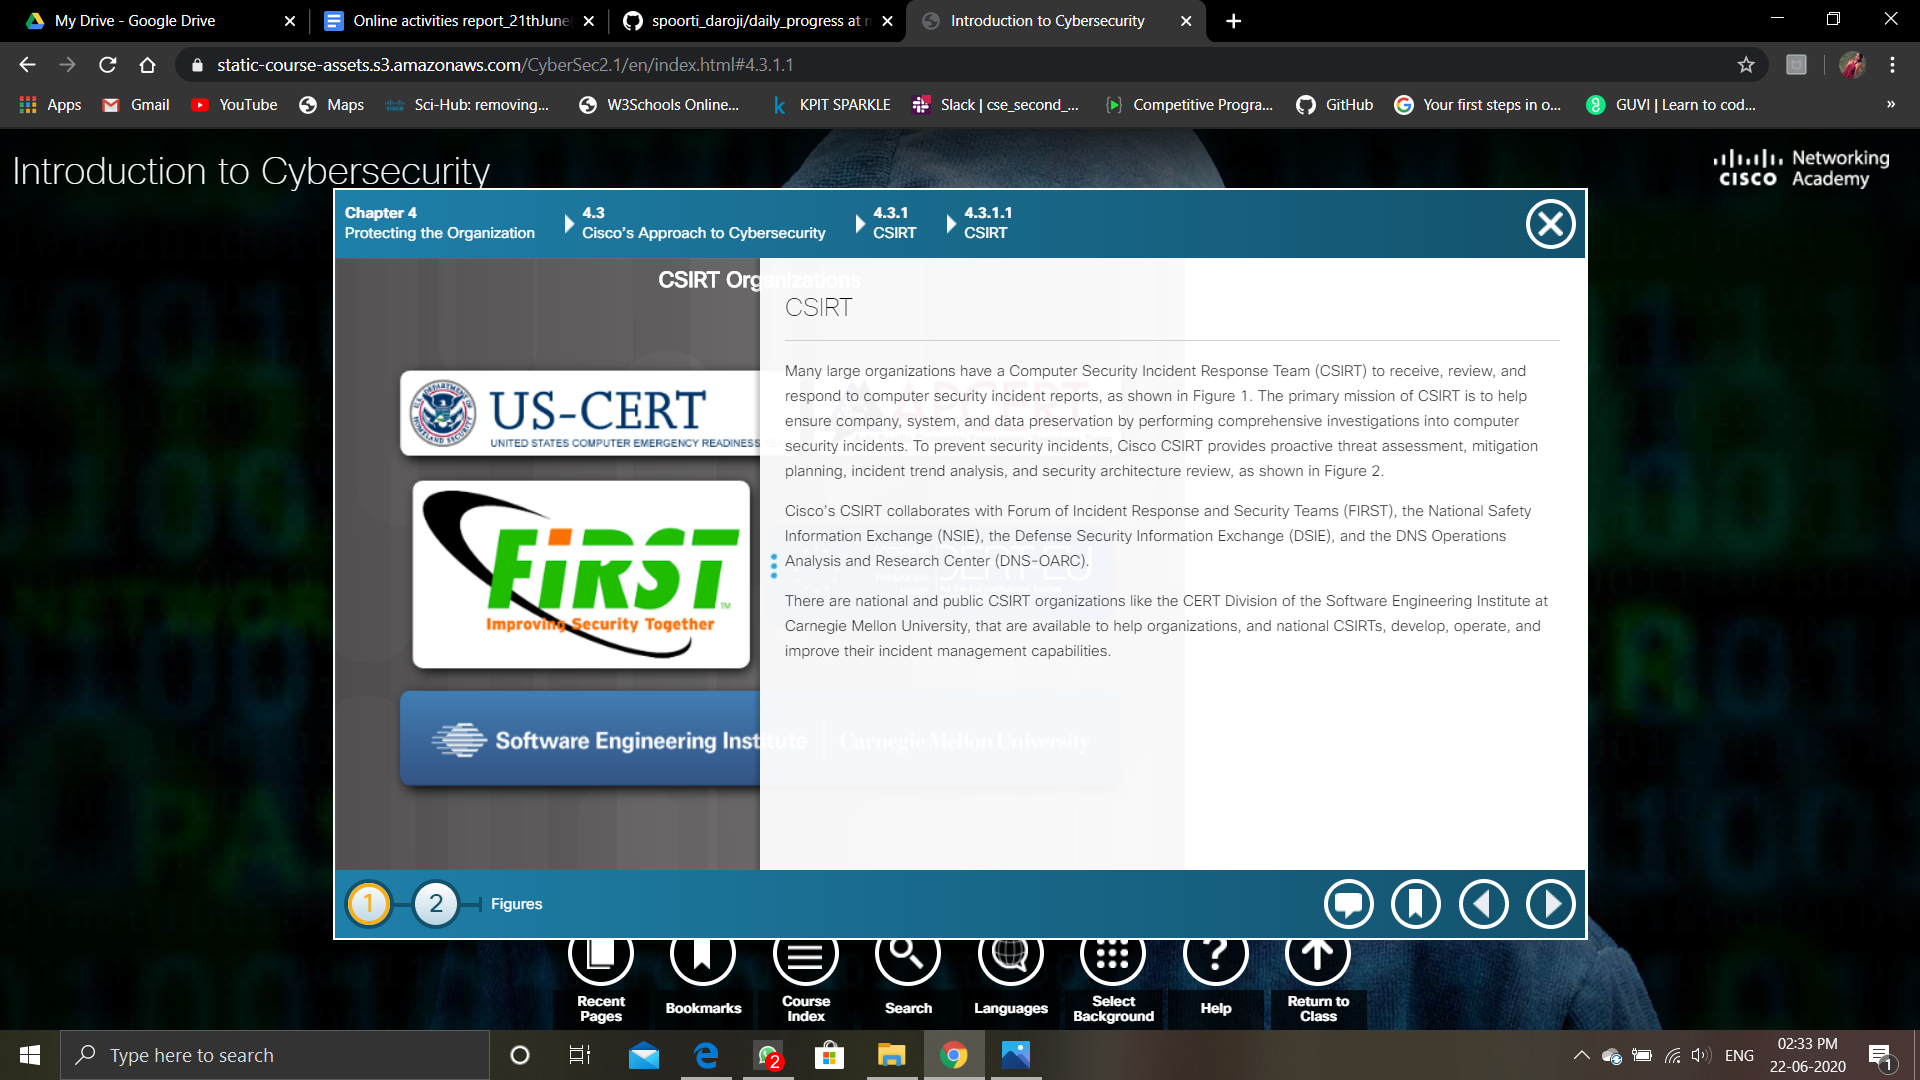 My Drive - Google Drive
Online activities report_21thJune
spoorti_daroji/daily_progress at
Introduction to Cybersecurity
static-course-assets.s3.amazonaws.com/CyberSec2.1/en/index.html#4.3.1.1
Apps
Gmail
YouTube
Maps
Sci-Hub: removing...
W3Schools Online...
KPIT SPARKLE
Slack | cse_second_...
Competitive Progra...
GitHub
Your first steps in o...
GUVI | Learn to cod...
»
Introduction to Cybersecurity
CISCO Networking Academy
Chapter 4
Protecting the Organization
4.3
Cisco's Approach to Cybersecurity
4.3.1
CSIRT
4.3.1.1
CSIRT
CSIRT Organizations
US-CERT
UNITED STATES COMPUTER EMERGENCY READINESS
FiRST
TM
Improving Security Together
Software Engineering Institute | Carnegie Mellon University
APCERT
CERT-EU
CSIRT
Many large organizations have a Computer Security Incident Response Team (CSIRT) to receive, review, and
respond to computer security incident reports, as shown in Figure 1. The primary mission of CSIRT is to help
ensure company, system, and data preservation by performing comprehensive investigations into computer
security incidents. To prevent security incidents, Cisco CSIRT provides proactive threat assessment, mitigation
planning, incident trend analysis, and security architecture review, as shown in Figure 2.
Cisco's CSIRT collaborates with Forum of Incident Response and Security Teams (FIRST), the National Safety
Information Exchange (NSIE), the Defense Security Information Exchange (DSIE), and the DNS Operations
Analysis and Research Center (DNS-OARC).
There are national and public CSIRT organizations like the CERT Division of the Software Engineering Institute at
Carnegie Mellon University, that are available to help organizations, and national CSIRTs, develop, operate, and
improve their incident management capabilities.
1
2
Figures
Recent Pages
Bookmarks
Course Index
Search
Languages
Select Background
Help
Return to Class
Type here to search
2
ENG
02:33 PM
22-06-2020
1